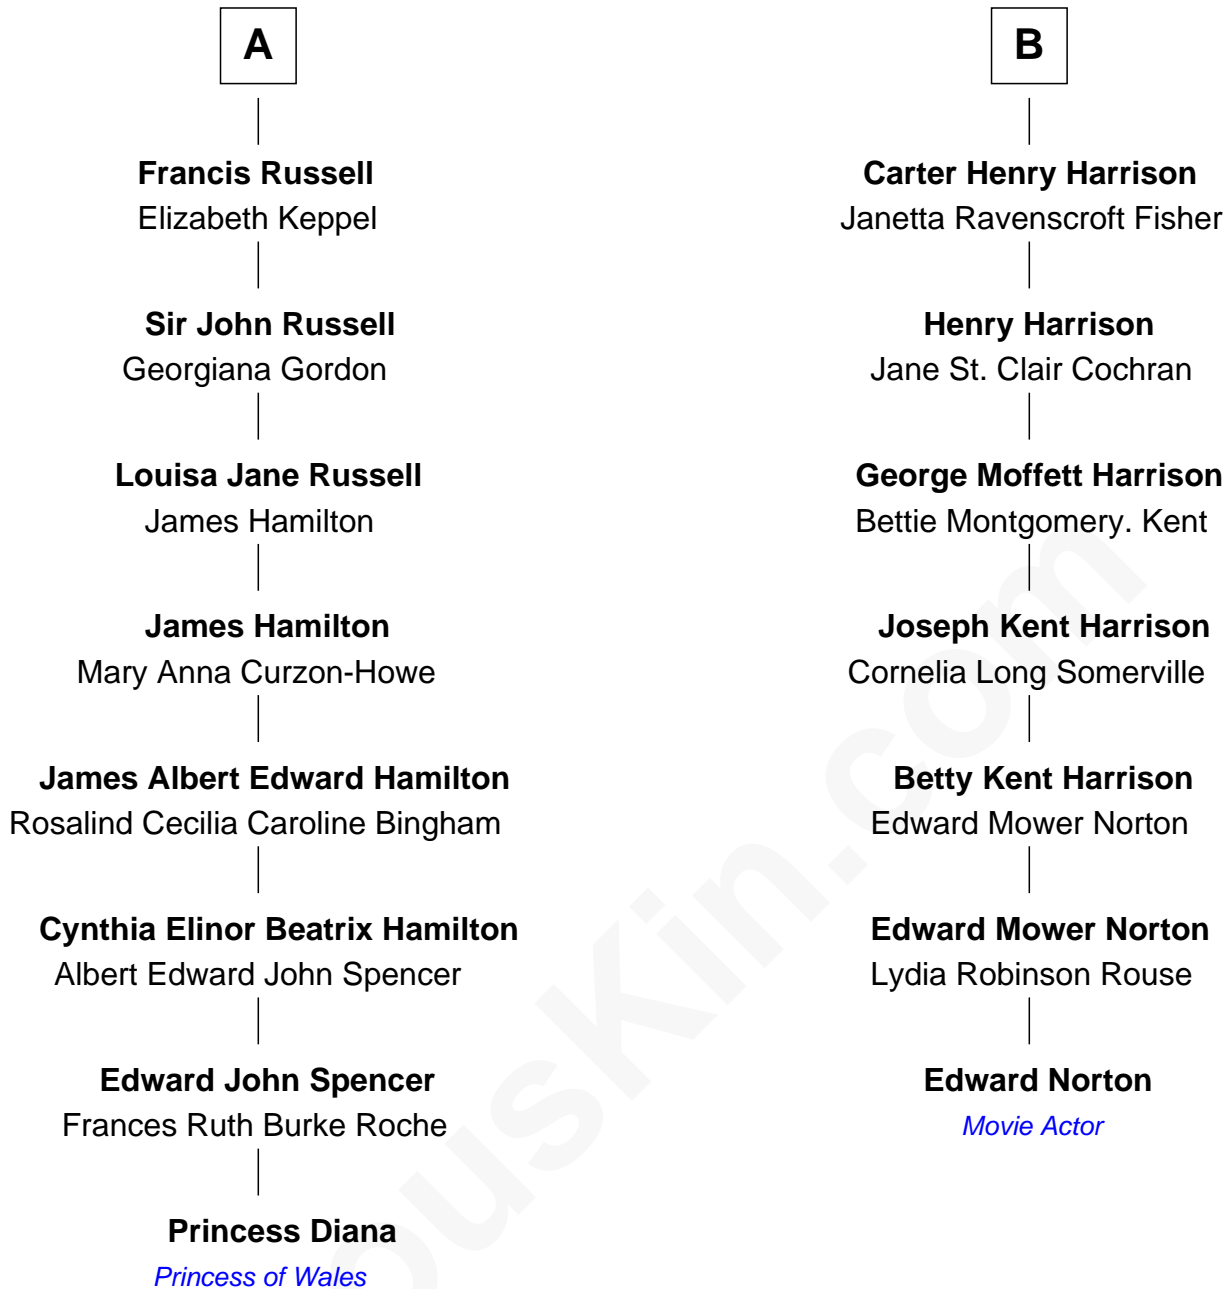 A
Francis Russell
Elizabeth Keppel
Sir John Russell
Georgiana Gordon
Louisa Jane Russell
James Hamilton
James Hamilton
Mary Anna Curzon-Howe
James Albert Edward Hamilton
Rosalind Cecilia Caroline Bingham
Cynthia Elinor Beatrix Hamilton
Albert Edward John Spencer
Edward John Spencer
Frances Ruth Burke Roche
Princess Diana
Princess of Wales
B
Carter Henry Harrison
Janetta Ravenscroft Fisher
Henry Harrison
Jane St. Clair Cochran
George Moffett Harrison
Bettie Montgomery. Kent
Joseph Kent Harrison
Cornelia Long Somerville
Betty Kent Harrison
Edward Mower Norton
Edward Mower Norton
Lydia Robinson Rouse
Edward Norton
Movie Actor
ousKin.com